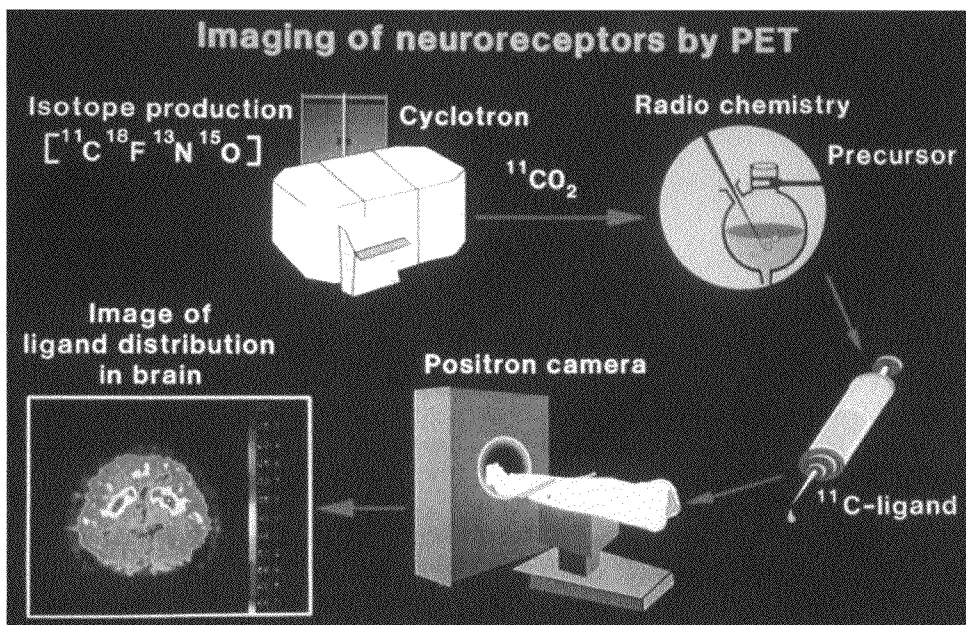 Imaging of neuroreceptors by PET
Isotope production
[¹¹C ¹⁸F ¹³N ¹⁵O]
Cyclotron
¹¹CO₂
Radio chemistry
Precursor
¹¹C-ligand
Positron camera
Image of
ligand distribution
in brain